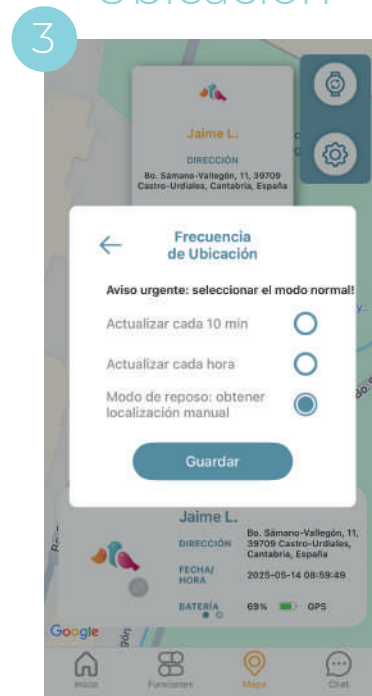 Ubicación
3
Jaime L.
DIRECCIÓN
Bo. Sámano-Vallegón, 11, 39709
Castro-Urdiales, Cantabria, España
Frecuencia
de Ubicación
Aviso urgente: seleccionar el modo normal!
Actualizar cada 10 min
Actualizar cada hora
Modo de reposo: obtener
localización manual
Guardar
Jaime L.
DIRECCIÓN
Bo. Sámano-Vallegón, 11,
39709 Castro-Urdiales,
Cantabria, España
FECHA/
HORA
2025-05-14 08:59:49
BATERÍA
69%
GPS
Google
Inicio
Funciones
Mapa
Chat